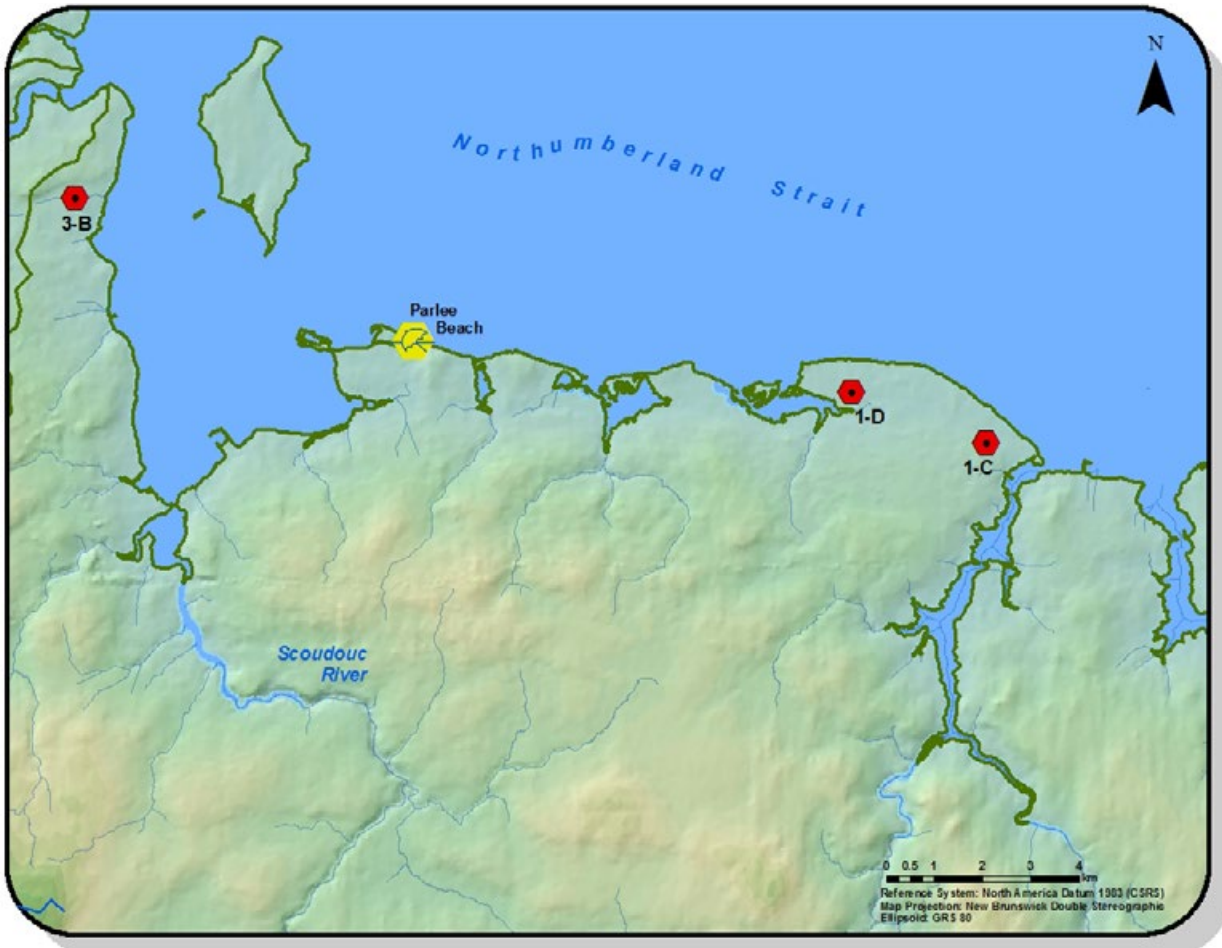 N
Northumberland Strait
3-B
Parlee
Beach
1-D
1-C
Scoudouc
River
0 0.5 1 2 3 4
km
Reference System: North America Datum 1983 (CSRS)
Map Projection: New Brunswick Double Stereographic
Ellipsoid: GRS 80